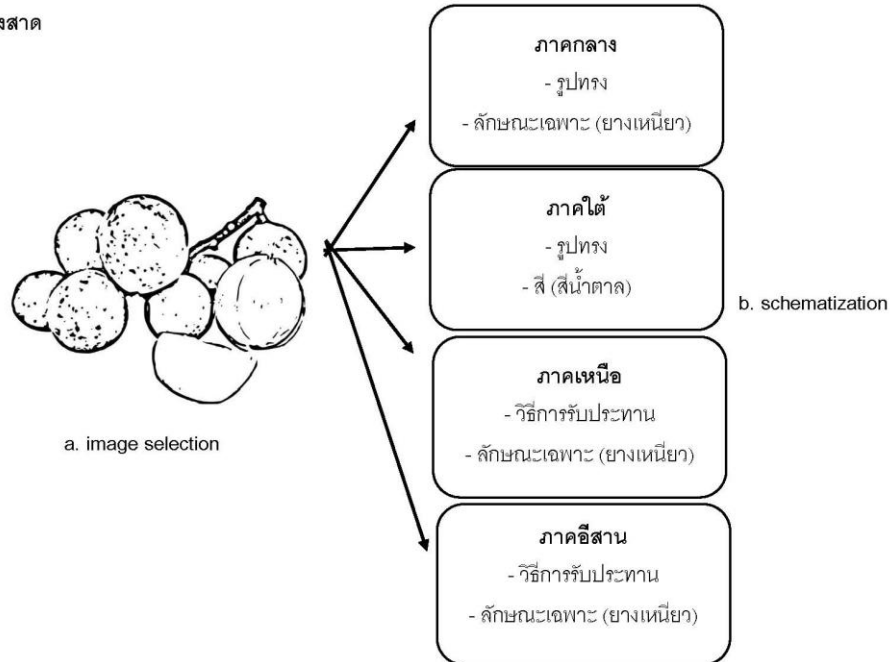 ภาคกลาง
- รูปทรง
- ลักษณะเฉพาะ (ยางเหนียว)
ภาคใต้
- รูปทรง
- สี (สีน้ำตาล)
b. schematization
ภาคเหนือ
- วิธีการรับประทาน
- ลักษณะเฉพาะ (ยางเหนียว)
a. image selection
ภาคอีสาน
- วิธีการรับประทาน
- ลักษณะเฉพาะ (ยางเหนียว)